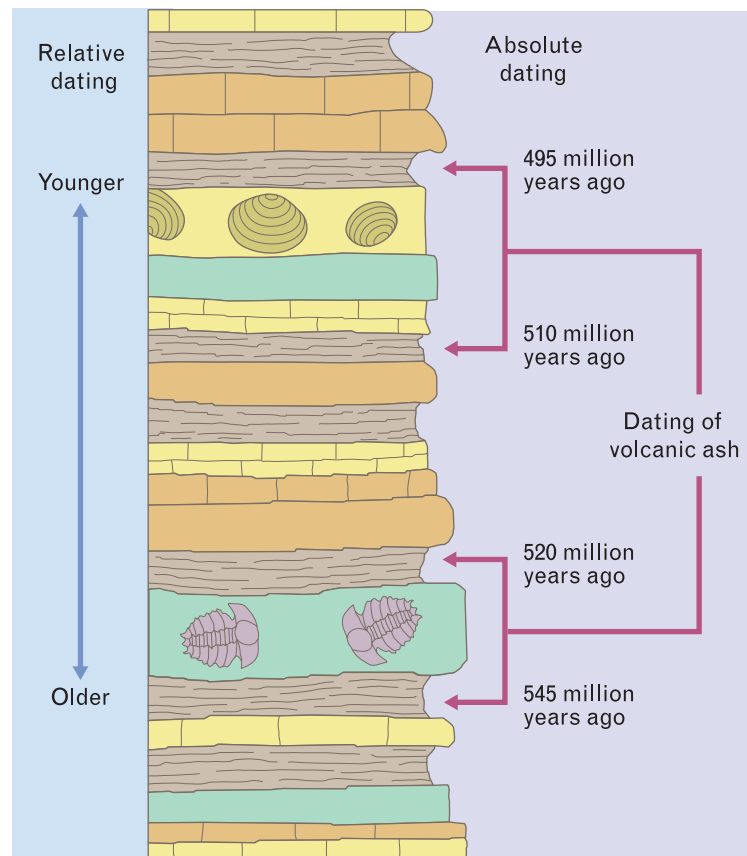 Relative
dating
Absolute
dating
Younger
495 million
years ago
510 million
years ago
Dating of
volcanic ash
520 million
years ago
Older
545 million
years ago